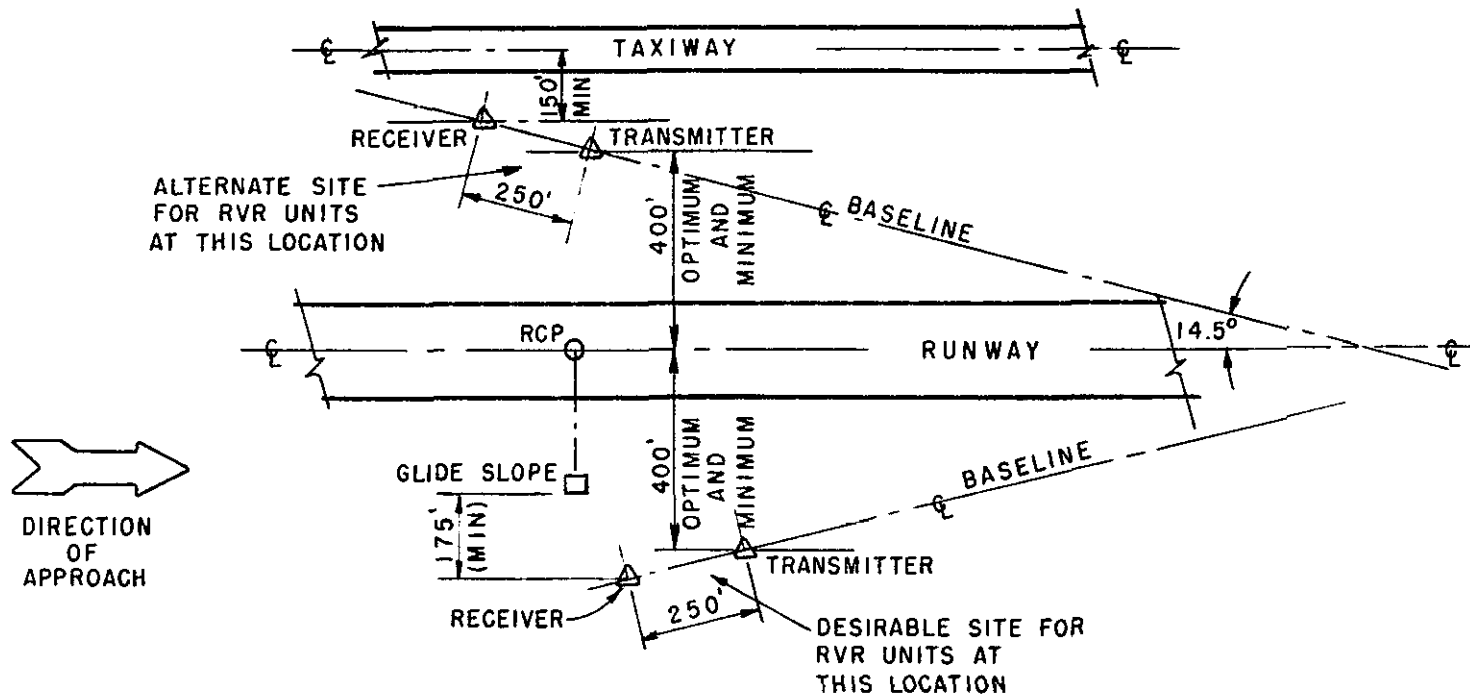 ℄ TAXIWAY ℄
150'
MIN
RECEIVER
TRANSMITTER
ALTERNATE SITE
FOR RVR UNITS
AT THIS LOCATION
250'
400'
OPTIMUM
AND
MINIMUM
℄ BASELINE
14.5°
RCP
℄ RUNWAY ℄
DIRECTION
OF
APPROACH
GLIDE SLOPE
175'
(MIN)
400'
OPTIMUM
AND
MINIMUM
℄ BASELINE
TRANSMITTER
RECEIVER
250'
DESIRABLE SITE FOR
RVR UNITS AT
THIS LOCATION